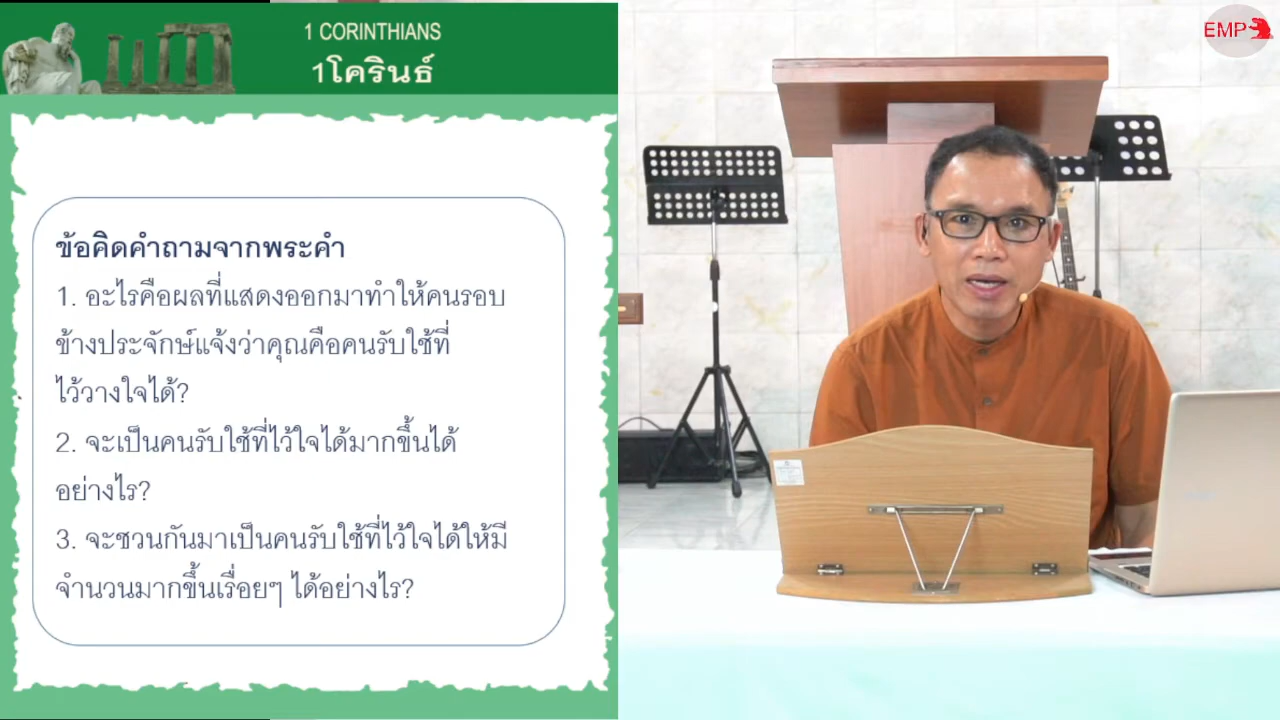 1 CORINTHIANS
1โครินธ์
EMP
ข้อคิดคำถามจากพระคำ
1. อะไรคือผลที่แสดงออกมาทำให้คนรอบ
ข้างประจักษ์แจ้งว่าคุณคือคนรับใช้ที่
ไว้วางใจได้?
2. จะเป็นคนรับใช้ที่ไว้ใจได้มากขึ้นได้
อย่างไร?
3. จะชวนกันมาเป็นคนรับใช้ที่ไว้ใจได้ให้มี
จำนวนมากขึ้นเรื่อยๆ ได้อย่างไร?